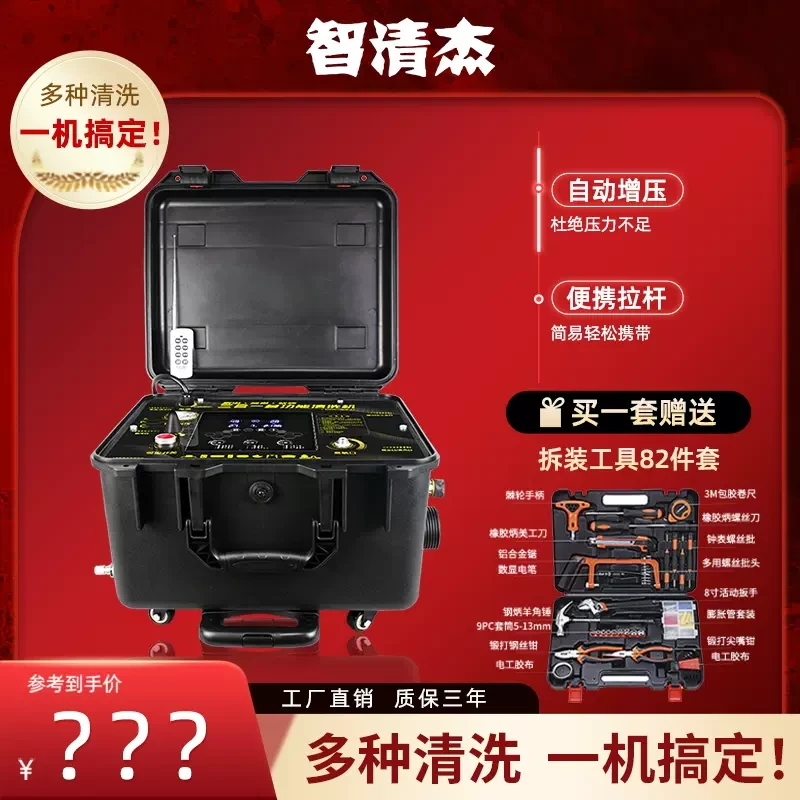 智清杰
多种清洗
一机搞定!
自动增压
杜绝压力不足
便携拉杆
简易轻松携带
买一套赠送
拆装工具82件套
棘轮手柄
3M包胶卷尺
橡胶柄螺丝刀
橡胶柄美工刀
钟表螺丝批
铝合金锯
数显电笔
多用螺丝批头
8寸活动扳手
钢炳羊角锤
膨胀管套装
9PC套筒5-13mm
锻打钢丝钳
锻打尖嘴钳
电工胶布
电工胶布
参考到手价
¥ ???
工厂直销 质保三年
多种清洗 一机搞定!